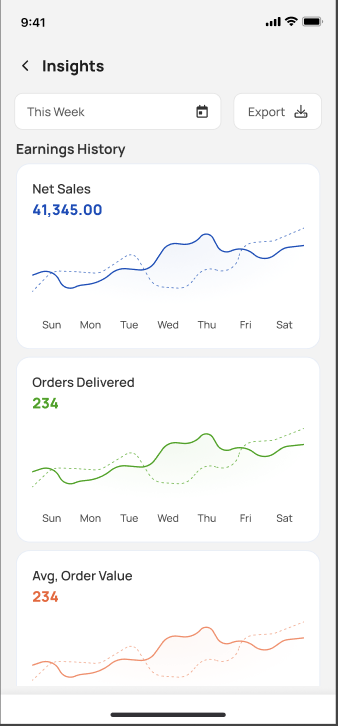 9:41
Insights
This Week
Export
Earnings History
Net Sales
41,345.00
Sun Mon Tue Wed Thu Fri Sat
Orders Delivered
234
Sun Mon Tue Wed Thu Fri Sat
Avg, Order Value
234